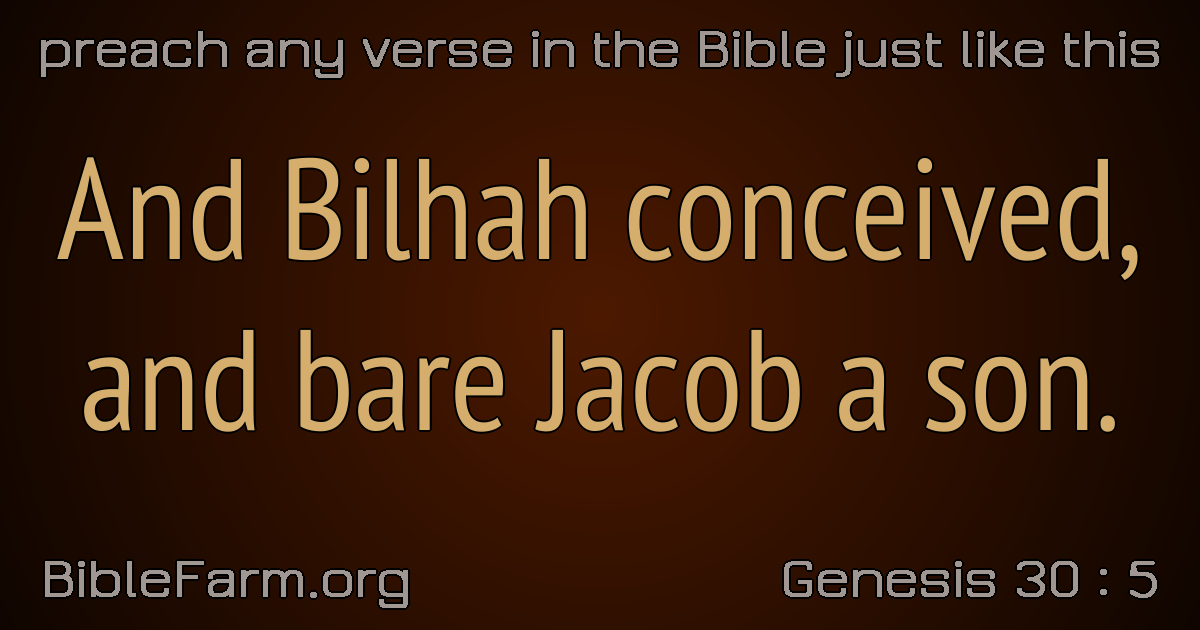 preach any verse in the Bible just like this
And Bilhah conceived,
and bare Jacob a son.
BibleFarm.org
Genesis 30 : 5